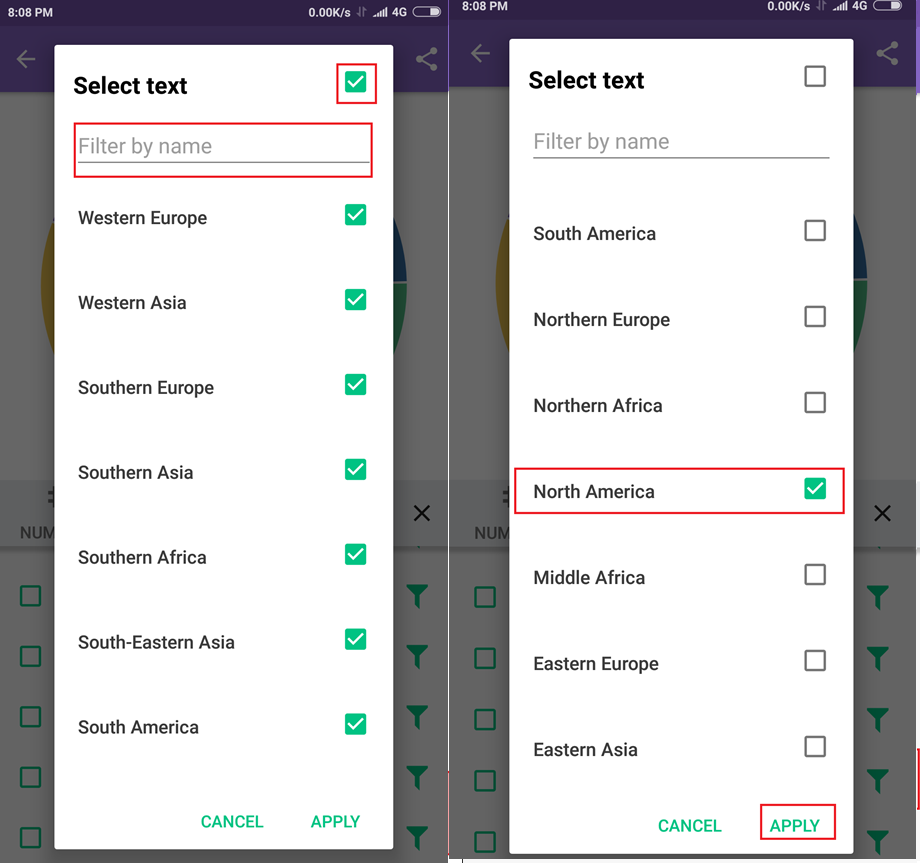 8:08 PM
0.00K/s
4G
Select text
Filter by name
Western Europe
Western Asia
Southern Europe
Southern Asia
Southern Africa
South-Eastern Asia
South America
CANCEL
APPLY
NUM
8:08 PM
0.00K/s
4G
Select text
Filter by name
South America
Northern Europe
Northern Africa
North America
Middle Africa
Eastern Europe
Eastern Asia
CANCEL
APPLY
NUM